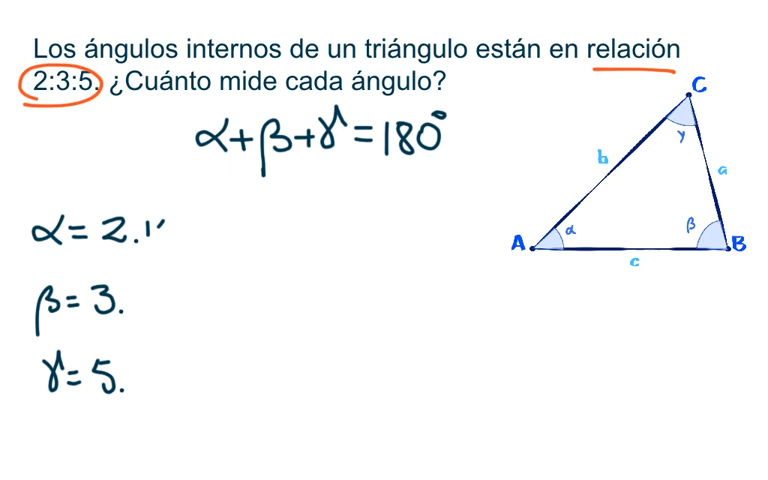 Los ángulos internos de un triángulo están en relación
2:3:5. ¿Cuánto mide cada ángulo?
α+β+γ=180°
C
γ
b
a
α=2.
A
α
β
B
c
β=3.
γ=5.